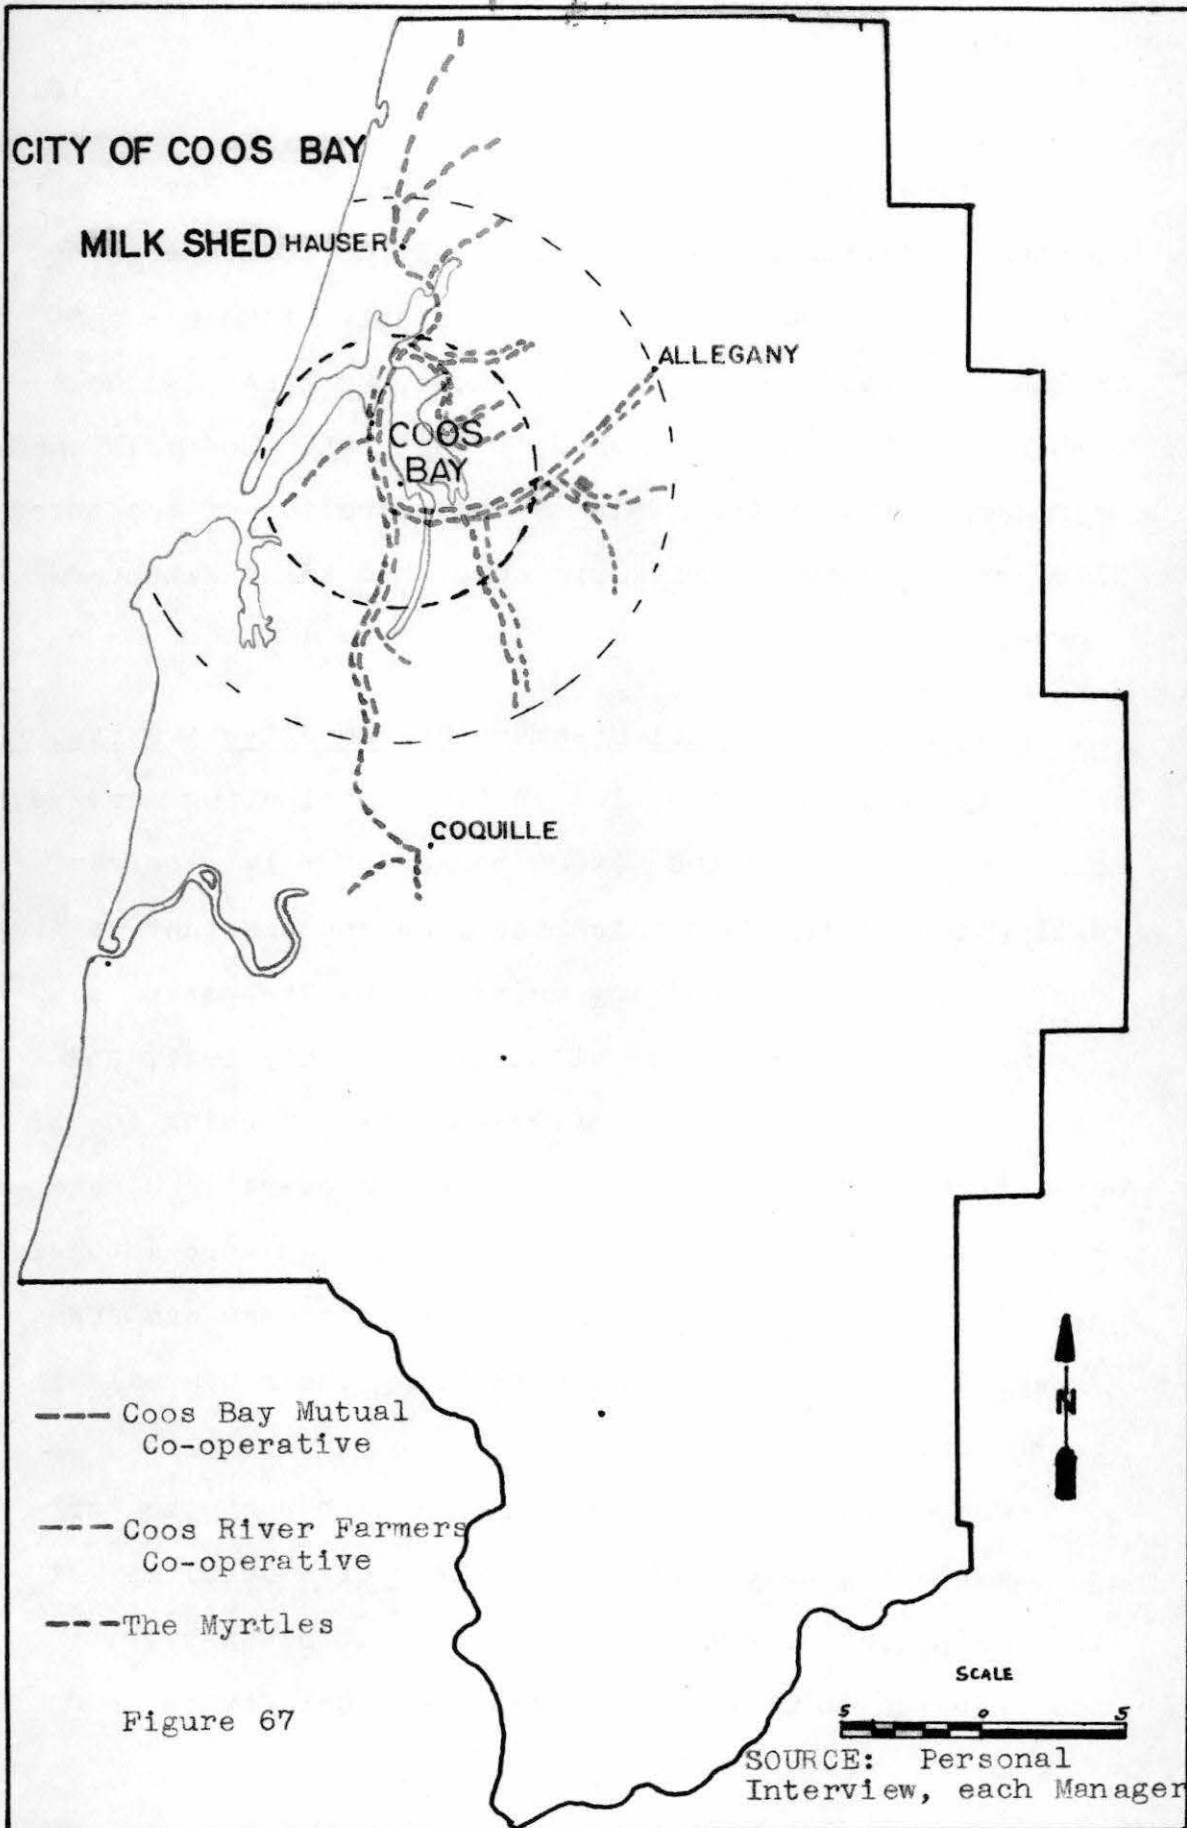 CITY OF COOS BAY
MILK SHED
HAUSER
ALLEGANY
COOS
BAY
COQUILLE
Coos Bay Mutual
Co-operative
Coos River Farmers
Co-operative
The Myrtles
Figure 67
N
SCALE
5 0 5
SOURCE: Personal
Interview, each Manager